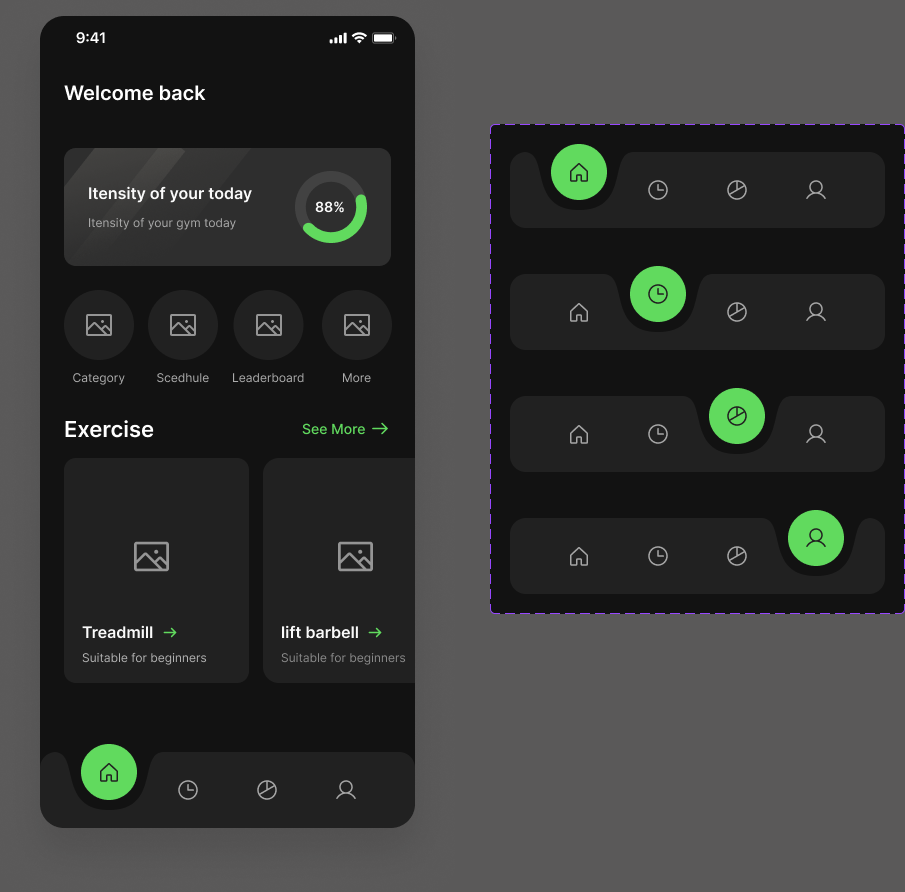 9:41
Welcome back
Itensity of your today
Itensity of your gym today
88%
Category
Scedhule
Leaderboard
More
Exercise
See More
Treadmill
Suitable for beginners
lift barbell
Suitable for beginners